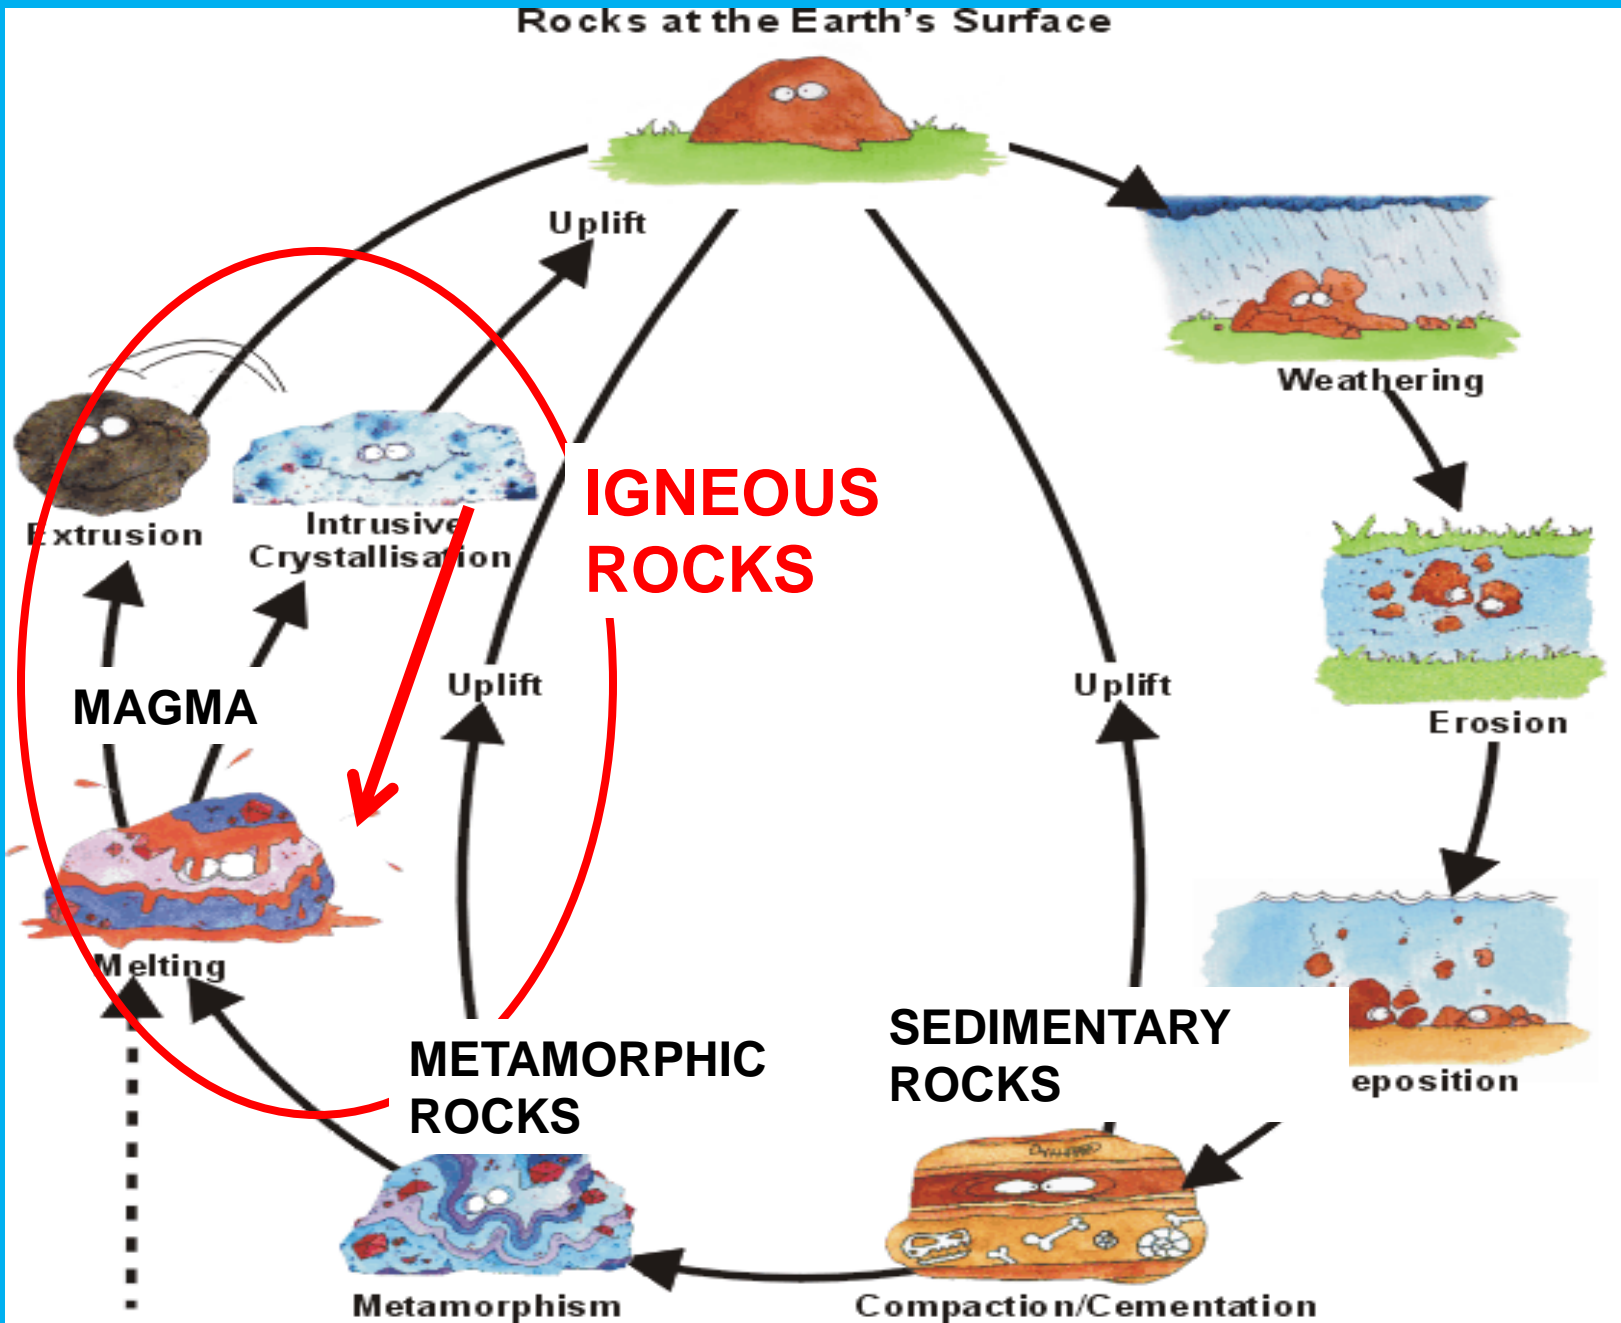 Rocks at the Earth's Surface
Uplift
Weathering
IGNEOUS
ROCKS
Extrusion
Intrusive
Crystallisation
MAGMA
Uplift
Uplift
Erosion
Melting
METAMORPHIC
ROCKS
SEDIMENTARY
ROCKS
eposition
Metamorphism
Compaction/Cementation